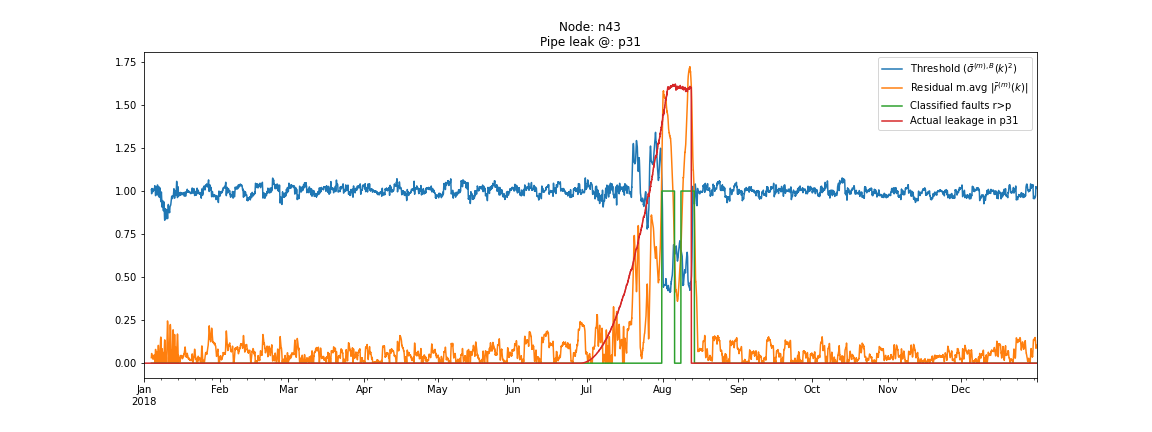 Node: n43
Pipe leak @: p31
1.75
1.50
1.25
1.00
0.75
0.50
0.25
0.00
Threshold (σ̄⁽ᵐ⁾,ᴮ(k)²)
Residual m.avg |r̄⁽ᵐ⁾(k)|
Classified faults r>p
Actual leakage in p31
Jan Feb Mar Apr May Jun Jul Aug Sep Oct Nov Dec
2018